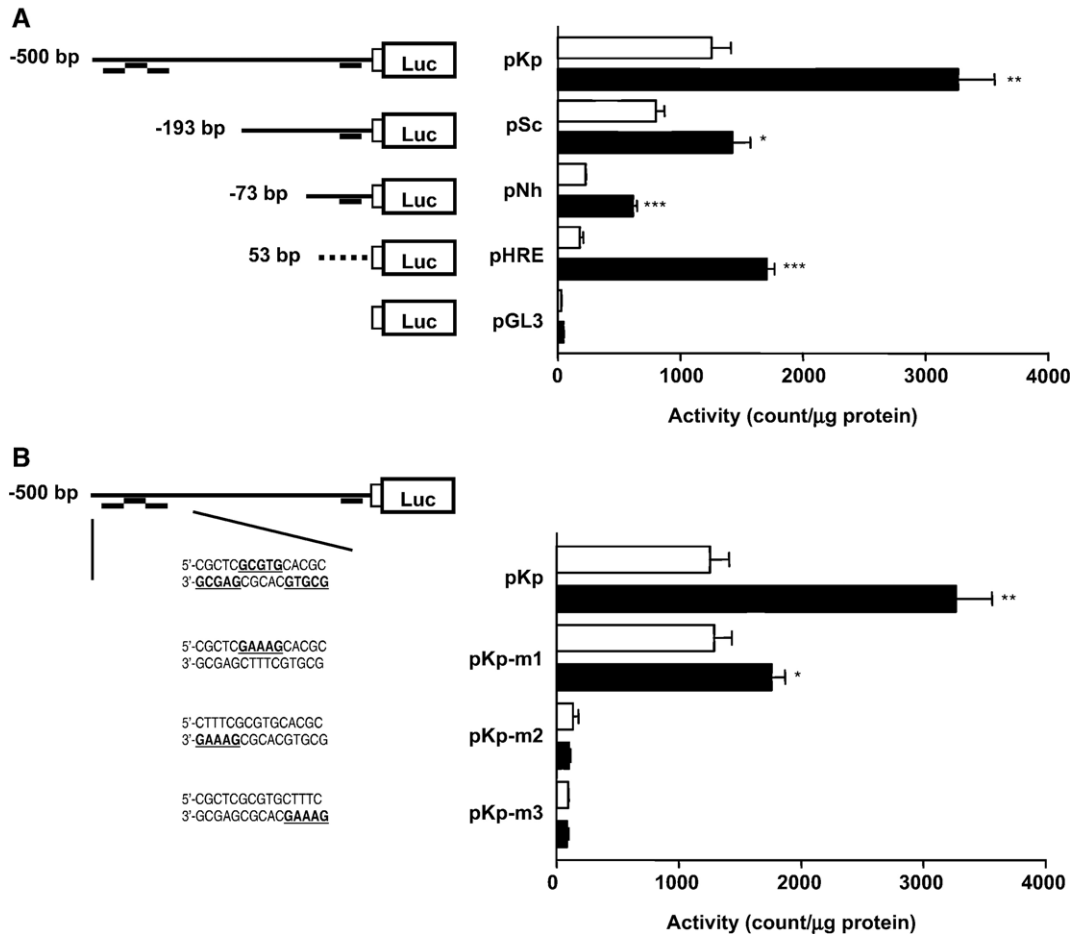 A
-500 bp
Luc
pKp
**
-193 bp
Luc
pSc
*
-73 bp
Luc
pNh
***
53 bp
Luc
pHRE
***
Luc
pGL3
0 1000 2000 3000 4000
Activity (count/μg protein)
B
-500 bp
Luc
5'-CGCTCGCGTGCACGC
3'-GCGAGCGCACGTGCG
pKp
**
5'-CGCTCGAAAGCACGC
3'-GCGAGCTTTCGTGCG
pKp-m1
*
5'-CTTTCGCGTGCACGC
3'-GAAAGCGCACGTGCG
pKp-m2
5'-CGCTCGCGTGCTTTC
3'-GCGAGCGCACGAAAG
pKp-m3
0 1000 2000 3000 4000
Activity (count/μg protein)